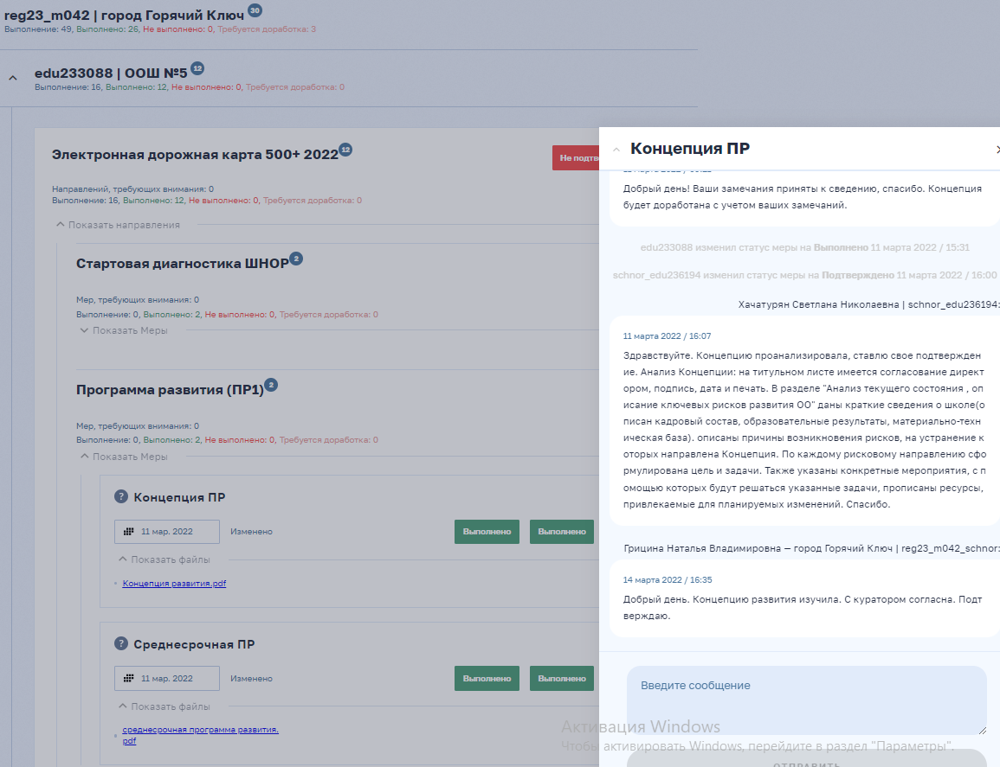 reg23_m042 | город Горячий Ключ 30
Выполнение: 49, Выполнено: 26, Не выполнено: 0, Требуется доработка: 3
edu233088 | ООШ №5 12
Выполнение: 16, Выполнено: 12, Не выполнено: 0, Требуется доработка: 0
Электронная дорожная карта 500+ 2022 12
Не подтв
Направлений, требующих внимания: 0
Выполнение: 16, Выполнено: 12, Не выполнено: 0, Требуется доработка: 0
Показать направления
Стартовая диагностика ШНОР 2
Мер, требующих внимания: 0
Выполнение: 0, Выполнено: 2, Не выполнено: 0, Требуется доработка: 0
Показать Меры
Программа развития (ПР1) 2
Мер, требующих внимания: 0
Выполнение: 0, Выполнено: 2, Не выполнено: 0, Требуется доработка: 0
Показать Меры
? Концепция ПР
11 мар. 2022 Изменено Выполнено Выполнено
Показать файлы
Концепция развития.pdf
? Среднесрочная ПР
11 мар. 2022 Изменено Выполнено Выполнено
Показать файлы
среднесрочная программа развития.
pdf
Концепция ПР
Добрый день! Ваши замечания приняты к сведению, спасибо. Концепция
будет доработана с учетом ваших замечаний.
edu233088 изменил статус меры на Выполнено 11 марта 2022 / 15:31
schnor_edu236194 изменил статус меры на Подтверждено 11 марта 2022 / 16:00
Хачатурян Светлана Николаевна | schnor_edu236194:
11 марта 2022 / 16:07
Здравствуйте. Концепцию проанализировала, ставлю свое подтвержден
ие. Анализ Концепции: на титульном листе имеется согласование директ
ором, подпись, дата и печать. В разделе "Анализ текущего состояния , оп
исание ключевых рисков развития ОО" даны краткие сведения о школе(о
писан кадровый состав, образовательные результаты, материально-техн
ическая база). описаны причины возникновения рисков, на устранение к
оторых направлена Концепция. По каждому рисковому направлению сфо
рмулирована цель и задачи. Также указаны конкретные мероприятия, с п
омощью которых будут решаться указанные задачи, прописаны ресурсы,
привлекаемые для планируемых изменений. Спасибо.
Грицина Наталья Владимировна — город Горячий Ключ | reg23_m042_schnor:
14 марта 2022 / 16:35
Добрый день. Концепцию развития изучила. С куратором согласна. Подт
верждаю.
Введите сообщение
Активация Windows
Чтобы активировать Windows, перейдите в раздел "Параметры".
ОТПРАВИТЬ